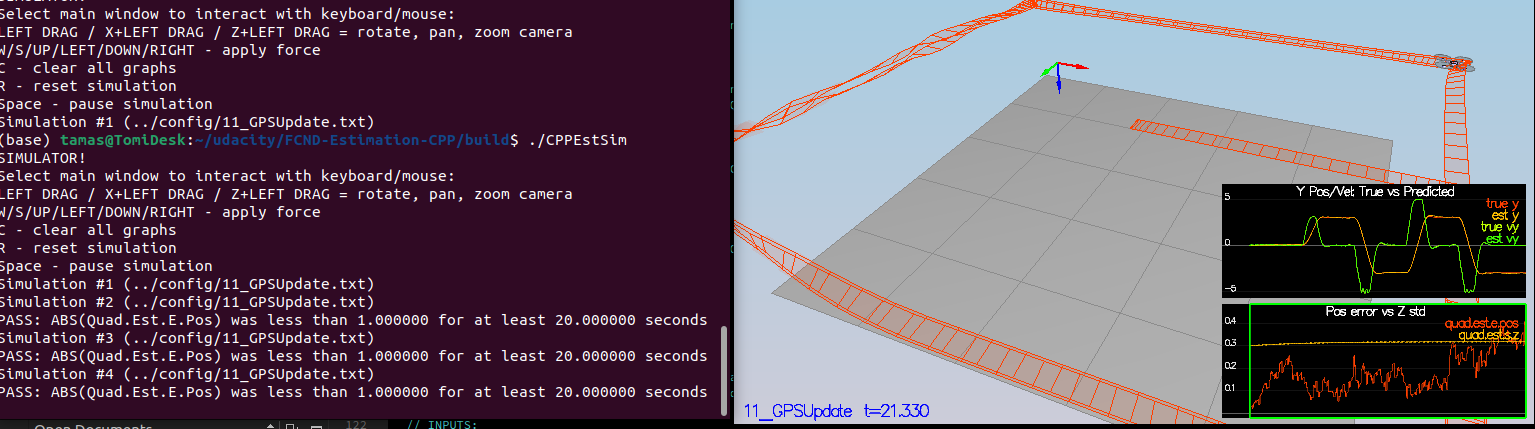 Select main window to interact with keyboard/mouse:
LEFT DRAG / X+LEFT DRAG / Z+LEFT DRAG = rotate, pan, zoom camera
W/S/UP/LEFT/DOWN/RIGHT - apply force
C - clear all graphs
R - reset simulation
Space - pause simulation
Simulation #1 (../config/11_GPSUpdate.txt)
(base) tamas@TomiDesk:~/udacity/FCND-Estimation-CPP/build$ ./CPPEstSim
SIMULATOR!
Select main window to interact with keyboard/mouse:
LEFT DRAG / X+LEFT DRAG / Z+LEFT DRAG = rotate, pan, zoom camera
W/S/UP/LEFT/DOWN/RIGHT - apply force
C - clear all graphs
R - reset simulation
Space - pause simulation
Simulation #1 (../config/11_GPSUpdate.txt)
Simulation #2 (../config/11_GPSUpdate.txt)
PASS: ABS(Quad.Est.E.Pos) was less than 1.000000 for at least 20.000000 seconds
Simulation #3 (../config/11_GPSUpdate.txt)
PASS: ABS(Quad.Est.E.Pos) was less than 1.000000 for at least 20.000000 seconds
Simulation #4 (../config/11_GPSUpdate.txt)
PASS: ABS(Quad.Est.E.Pos) was less than 1.000000 for at least 20.000000 seconds
Open Documents
122 // INPUTS:
11_GPSUpdate t=21.330
Y Pos/Vel: True vs Predicted
5
0
-5
true y
est y
true vy
est vy
Pos error vs Z std
0.4
0.3
0.2
0.1
quad.est.e.pos
quad.est.s.z